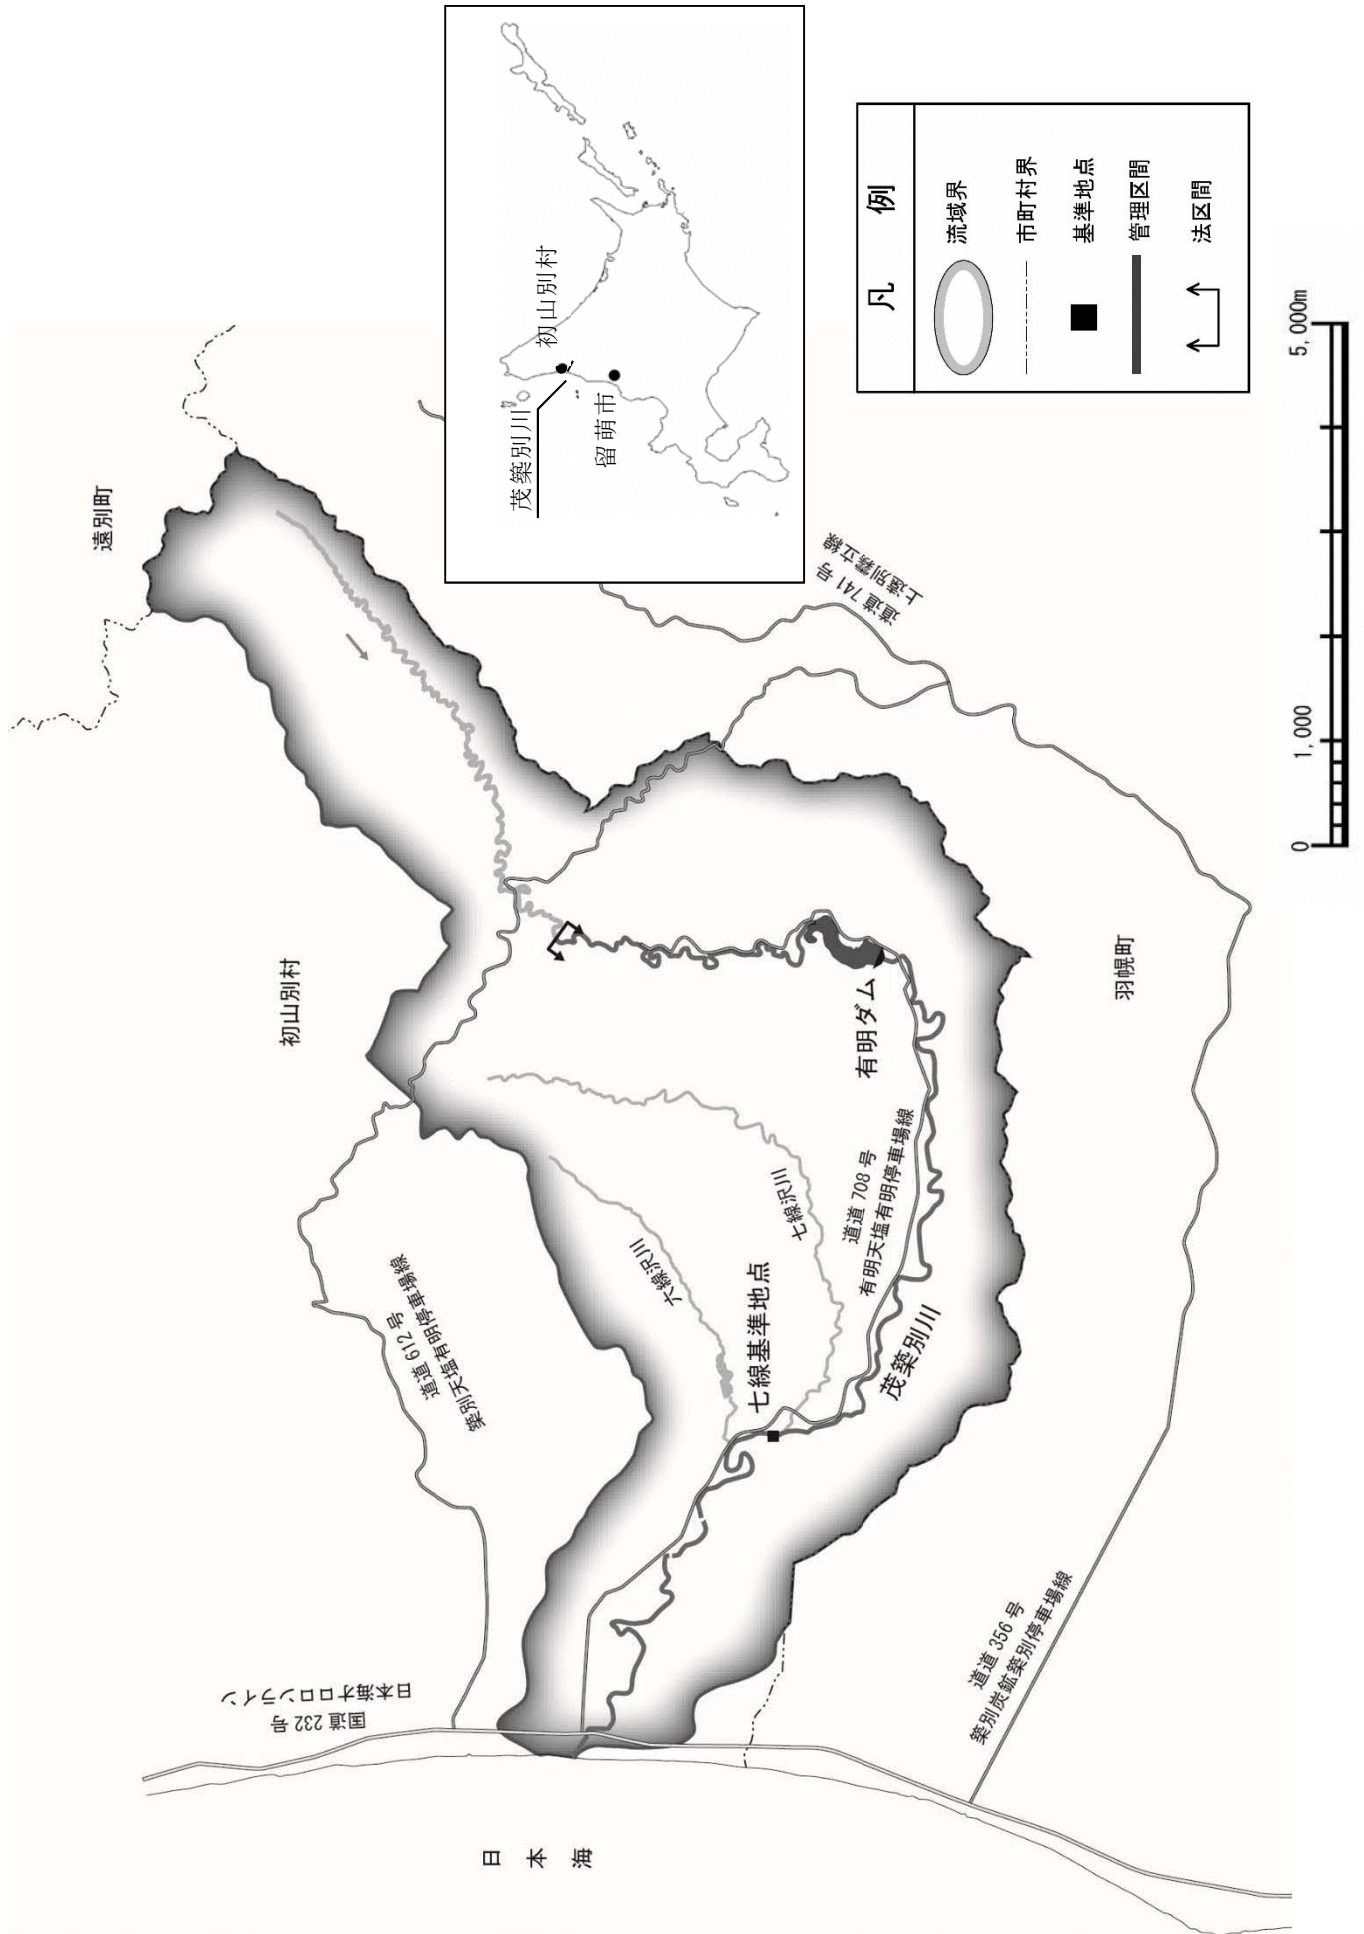 遠別町
初山別村
茂築別川
留萌市
初山別村
凡 例
流域界
市町村界
基準地点
管理区間
法区間
0
1,000
5,000m
道道 741 号
上遠別霧立線
羽幌町
有明ダム
七線沢川
六線沢川
道道 708 号
有明天塩有明停車場線
七線基準地点
茂築別川
道道 612 号
築別天塩有明停車場線
国道 232 号
日本海オロロンライン
道道 356 号
築別炭鉱築別停車場線
日本海